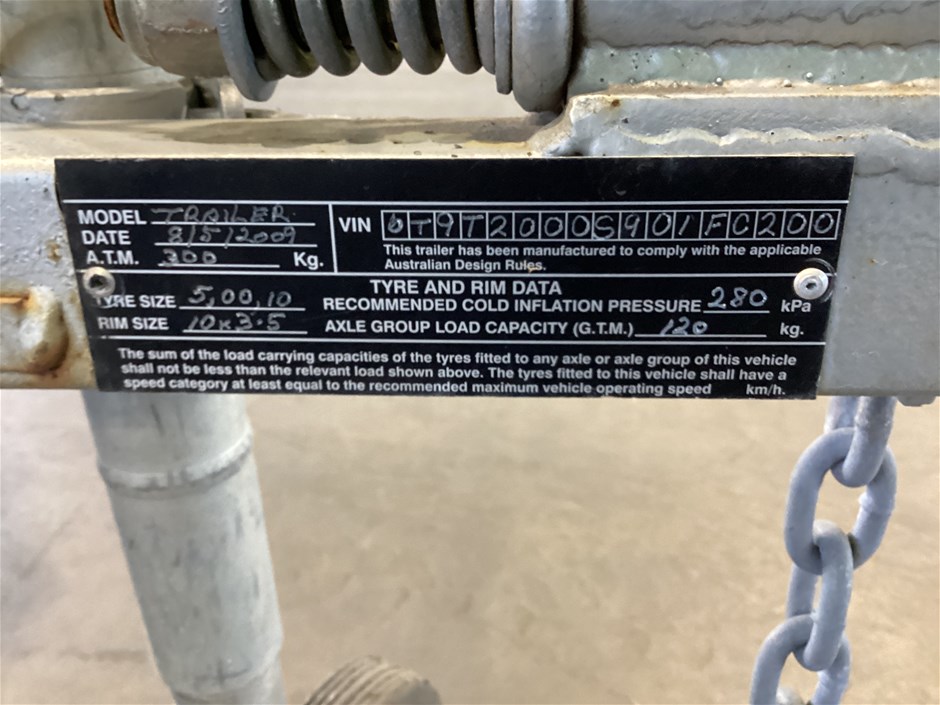 MODEL TRAILER
DATE 8/5/2009
A.T.M. 300 Kg.
VIN 6T9T2000S901FC200
This trailer has been manufactured to comply with the applicable
Australian Design Rules.
TYRE AND RIM DATA
TYRE SIZE 5,00,10 RECOMMENDED COLD INFLATION PRESSURE 280 kPa
RIM SIZE 10x3.5 AXLE GROUP LOAD CAPACITY (G.T.M.) 120 kg.
The sum of the load carrying capacities of the tyres fitted to any axle or axle group of this vehicle
shall not be less than the relevant load shown above. The tyres fitted to this vehicle shall have a
speed category at least equal to the recommended maximum vehicle operating speed km/h.